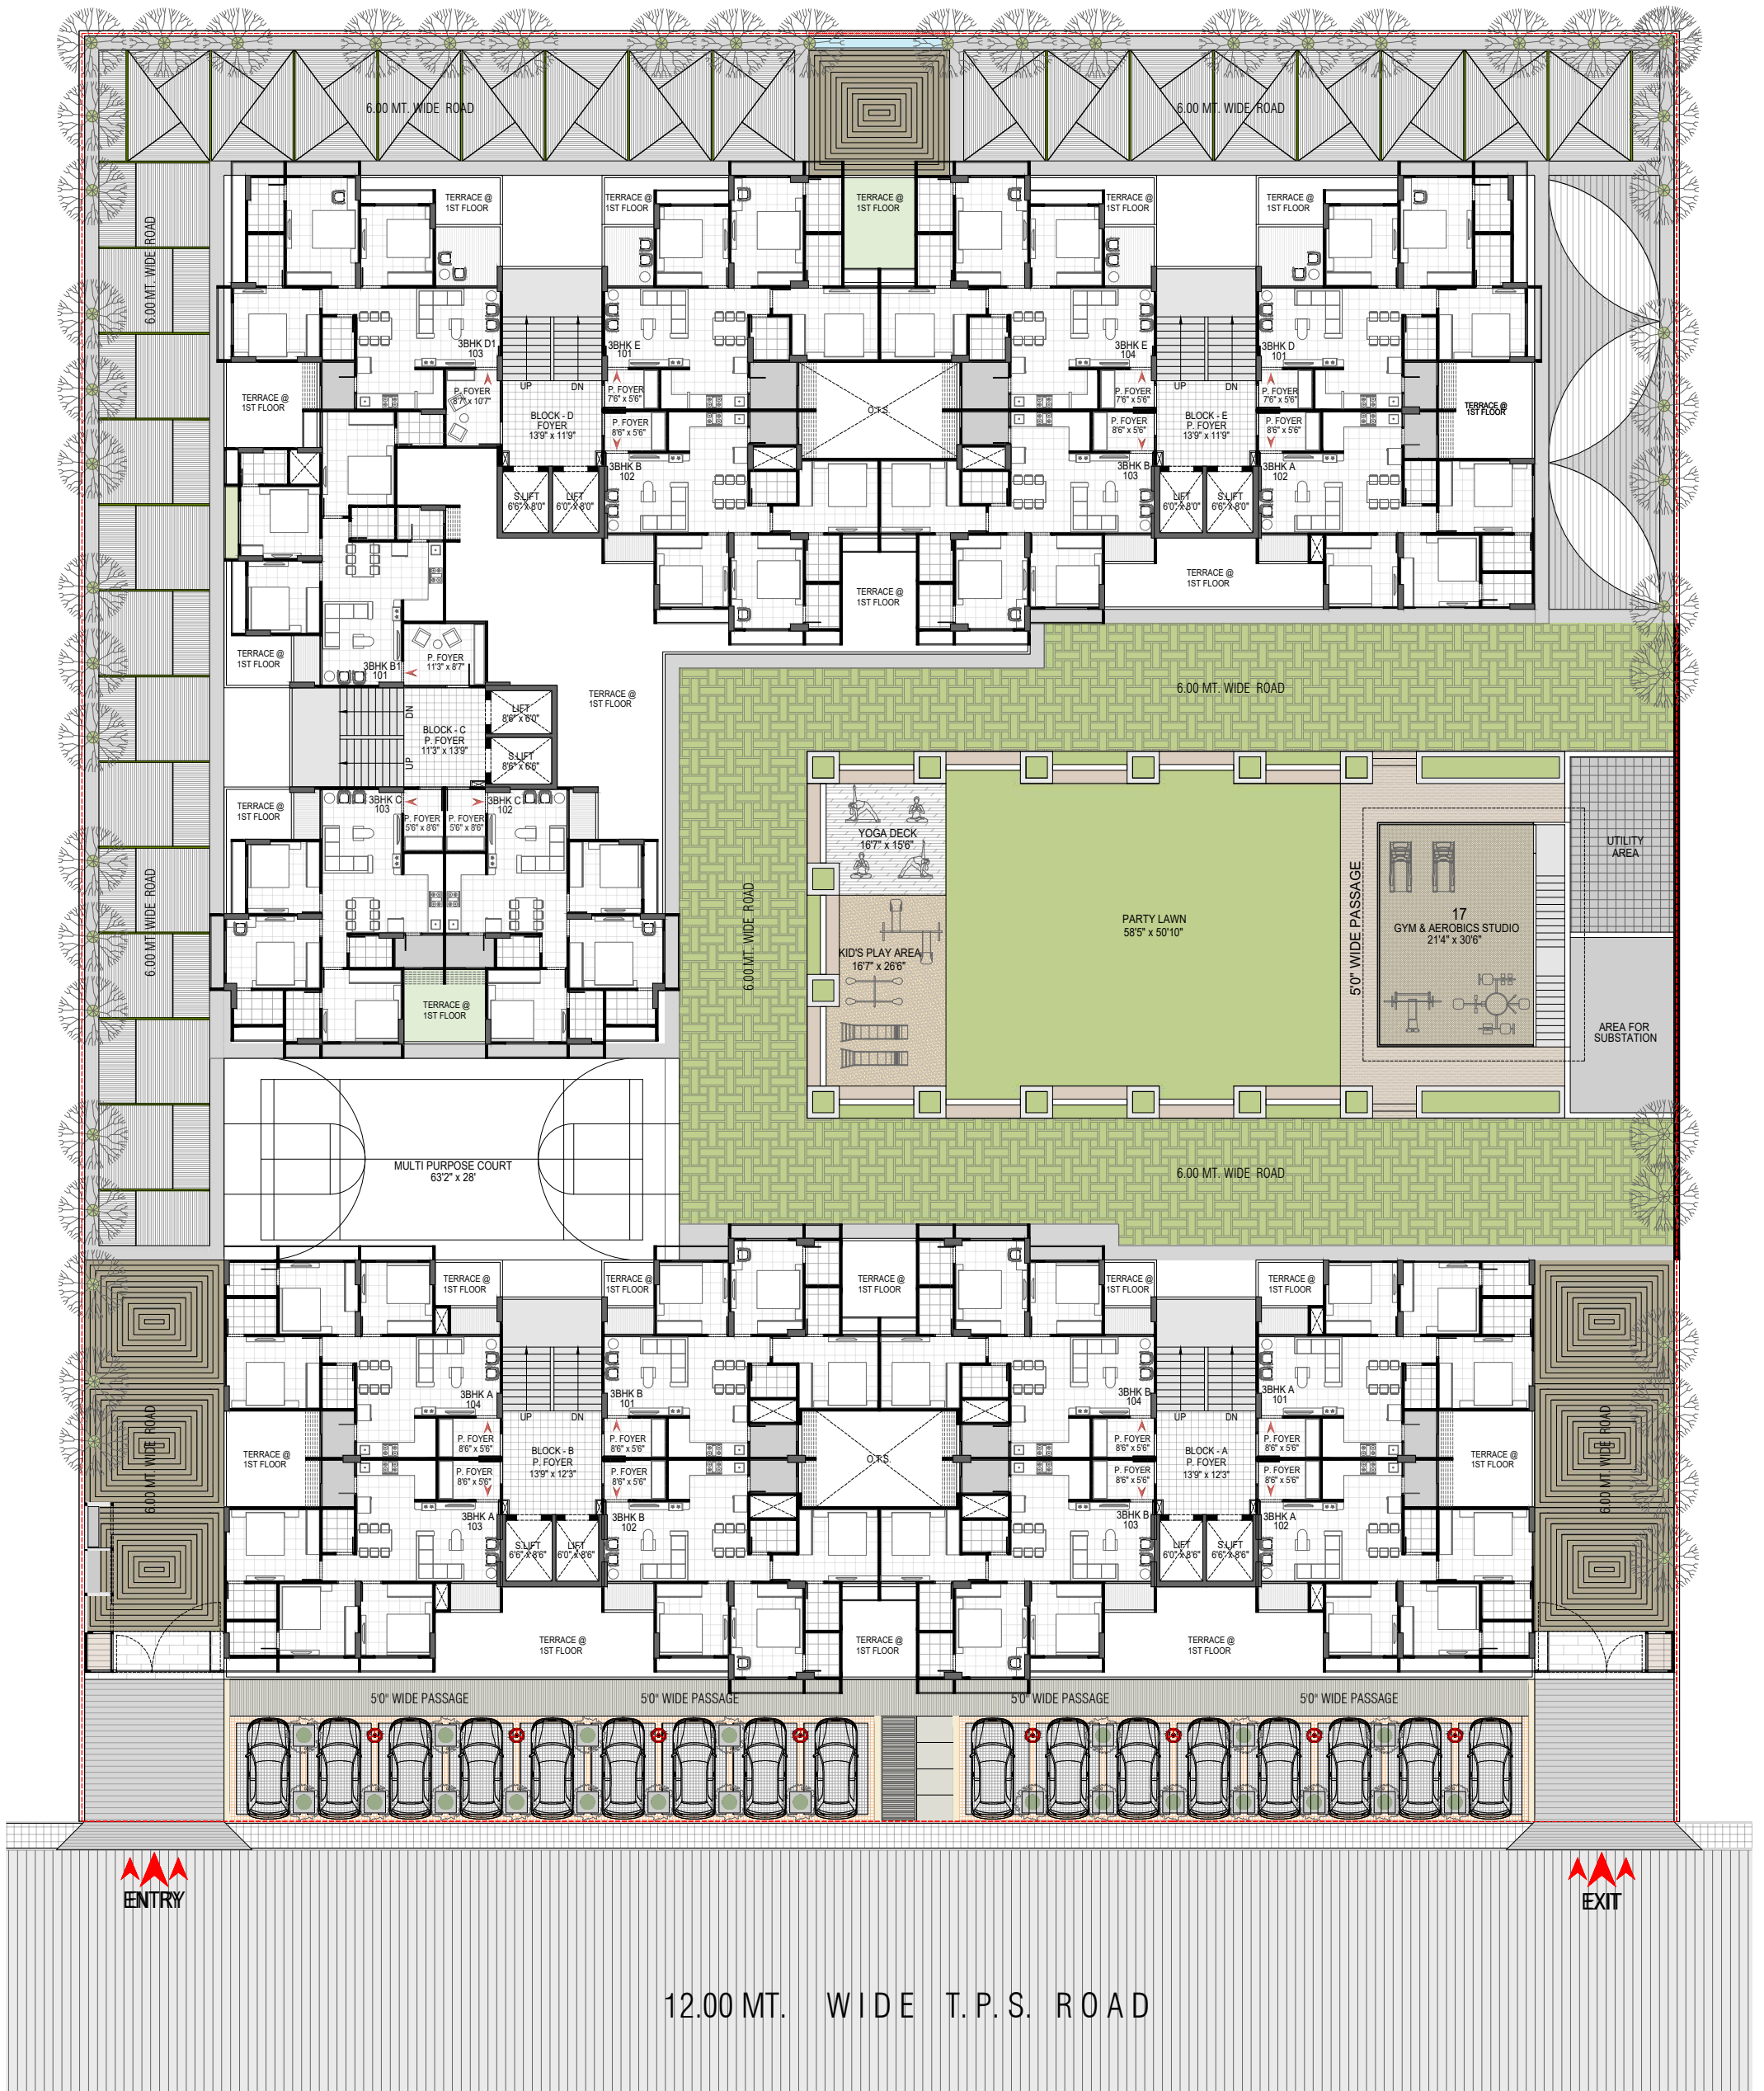 6.00 MT. WIDE ROAD
6.00 MT. WIDE ROAD
6.00 MT. WIDE ROAD
TERRACE @
1ST FLOOR
TERRACE @
1ST FLOOR
TERRACE @
1ST FLOOR
TERRACE @
1ST FLOOR
TERRACE @
1ST FLOOR
3BHK D1
103
3BHK E
101
3BHK E
104
3BHK D
101
UP
DN
UP
DN
P. FOYER
8'7" x 10'7"
P. FOYER
7'6" x 5'6"
P. FOYER
7'6" x 5'6"
P. FOYER
7'6" x 5'6"
TERRACE @
1ST FLOOR
BLOCK - D
FOYER
13'9" x 11'9"
O.T.S.
BLOCK - E
P. FOYER
13'9" x 11'9"
TERRACE @
1ST FLOOR
P. FOYER
8'6" x 5'6"
P. FOYER
8'6" x 5'6"
P. FOYER
8'6" x 5'6"
3BHK B
102
3BHK B
103
3BHK A
102
S.LIFT
6'6" x 8'0"
LIFT
6'0" x 8'0"
LIFT
6'0" x 8'0"
S.LIFT
6'6" x 8'0"
TERRACE @
1ST FLOOR
TERRACE @
1ST FLOOR
TERRACE @
1ST FLOOR
P. FOYER
11'3" x 8'7"
3BHK B1
101
TERRACE @
1ST FLOOR
6.00 MT. WIDE ROAD
DN
UP
BLOCK - C
P. FOYER
11'3" x 13'9"
LIFT
8'6" x 6'0"
S.LIFT
8'6" x 6'6"
TERRACE @
1ST FLOOR
3BHK C
103
3BHK C
102
P. FOYER
5'6" x 8'6"
P. FOYER
5'6" x 8'6"
YOGA DECK
16'7" x 15'6"
UTILITY
AREA
6.00 MT. WIDE ROAD
6.00 MT. WIDE ROAD
5'0" WIDE PASSAGE
PARTY LAWN
58'5" x 50'10"
17
GYM & AEROBICS STUDIO
21'4" x 30'6"
KID'S PLAY AREA
16'7" x 26'6"
TERRACE @
1ST FLOOR
AREA FOR
SUBSTATION
MULTI PURPOSE COURT
63'2" x 28'
6.00 MT. WIDE ROAD
TERRACE @
1ST FLOOR
TERRACE @
1ST FLOOR
TERRACE @
1ST FLOOR
TERRACE @
1ST FLOOR
TERRACE @
1ST FLOOR
3BHK A
104
3BHK B
101
3BHK B
104
3BHK A
101
UP
DN
UP
DN
P. FOYER
8'6" x 5'6"
P. FOYER
8'6" x 5'6"
P. FOYER
8'6" x 5'6"
P. FOYER
8'6" x 5'6"
6.00 MT. WIDE ROAD
TERRACE @
1ST FLOOR
BLOCK - B
P. FOYER
13'9" x 12'3"
O.T.S.
BLOCK - A
P. FOYER
13'9" x 12'3"
TERRACE @
1ST FLOOR
6.00 MT. WIDE ROAD
P. FOYER
8'6" x 5'6"
P. FOYER
8'6" x 5'6"
P. FOYER
8'6" x 5'6"
P. FOYER
8'6" x 5'6"
3BHK A
103
3BHK B
102
3BHK B
103
3BHK A
102
S.LIFT
6'6" x 8'6"
LIFT
6'0" x 8'6"
LIFT
6'0" x 8'6"
S.LIFT
6'6" x 8'6"
TERRACE @
1ST FLOOR
TERRACE @
1ST FLOOR
TERRACE @
1ST FLOOR
5'0" WIDE PASSAGE
5'0" WIDE PASSAGE
5'0" WIDE PASSAGE
5'0" WIDE PASSAGE
ENTRY
EXIT
12.00 MT. WIDE T.P.S. ROAD